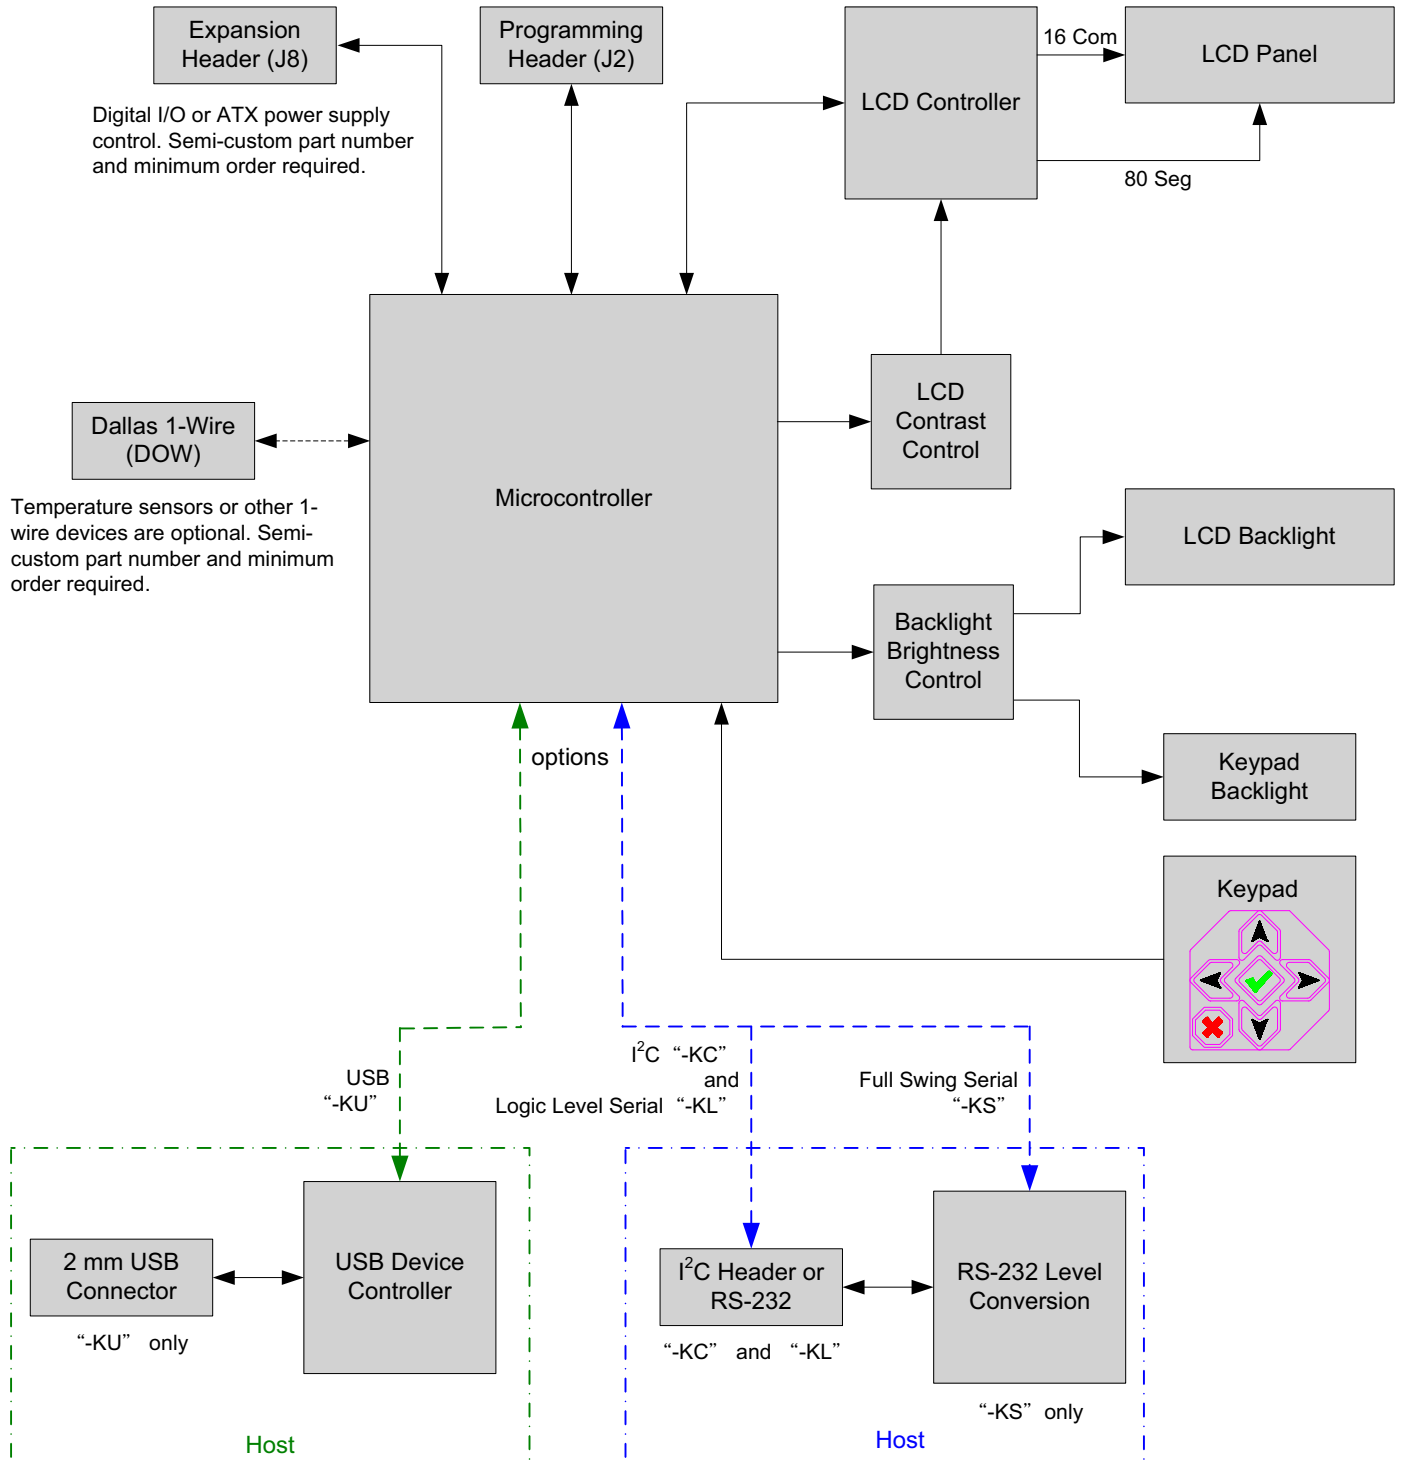 Expansion
Header (J8)
Programming
Header (J2)
LCD Controller
16 Com
LCD Panel
80 Seg
Digital I/O or ATX power supply
control. Semi-custom part number
and minimum order required.
Dallas 1-Wire
(DOW)
Temperature sensors or other 1-
wire devices are optional. Semi-
custom part number and minimum
order required.
Microcontroller
LCD
Contrast
Control
LCD Backlight
Backlight
Brightness
Control
Keypad
Backlight
options
Keypad
USB
“-KU”
I²C “-KC”
and
Logic Level Serial “-KL”
Full Swing Serial
“-KS”
2 mm USB
Connector
“-KU” only
USB Device
Controller
Host
I²C Header or
RS-232
“-KC” and “-KL”
RS-232 Level
Conversion
“-KS” only
Host